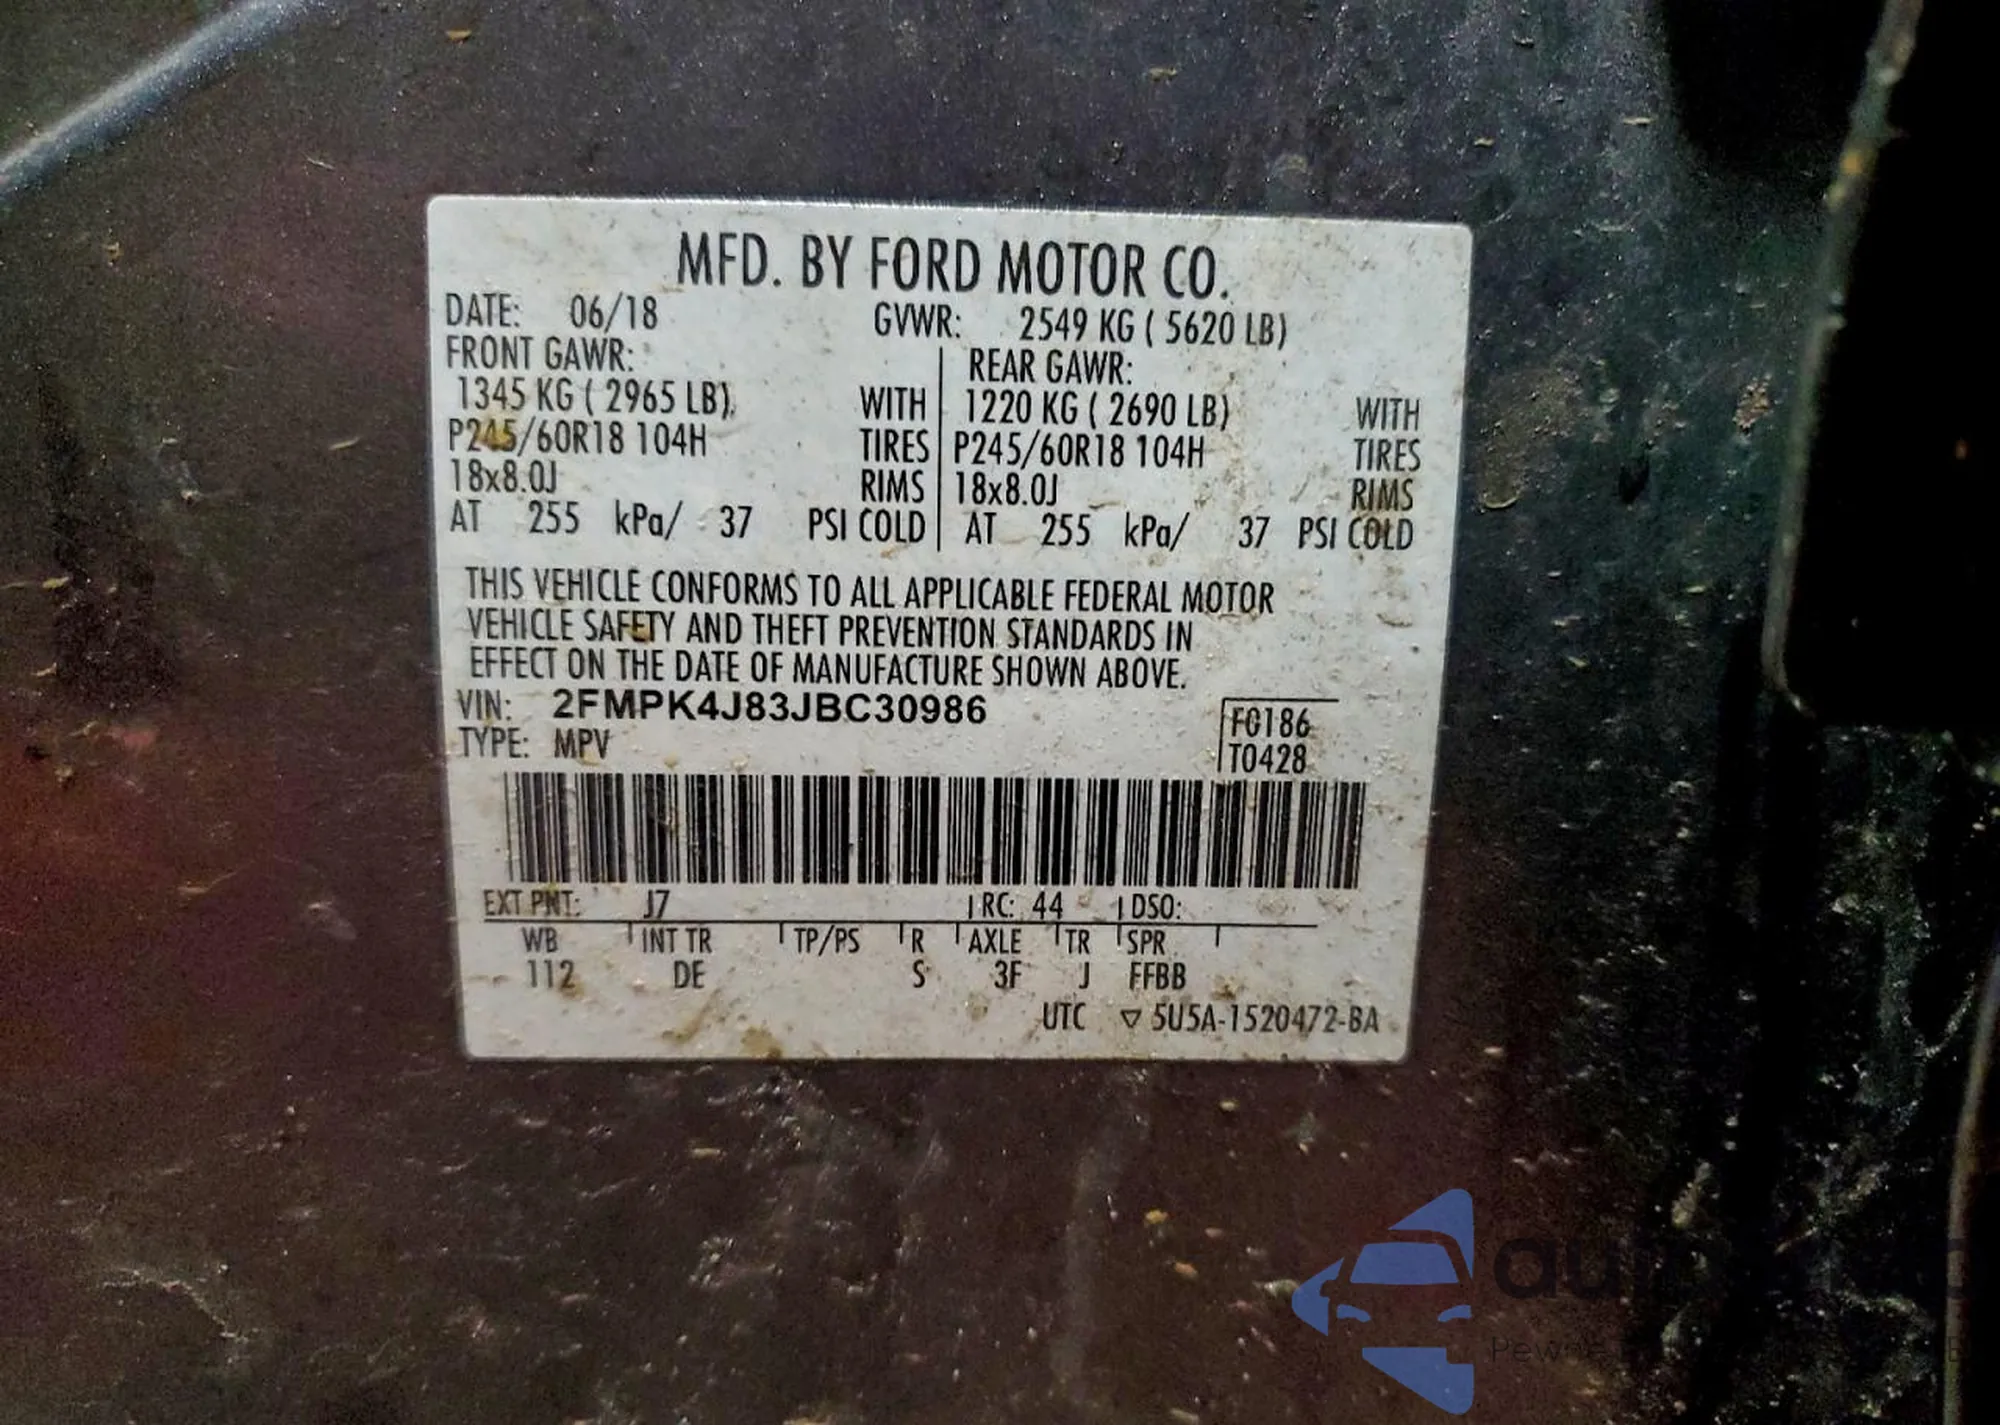 MFD. BY FORD MOTOR CO.
DATE: 06/18 GVWR: 2549 KG ( 5620 LB)
FRONT GAWR: REAR GAWR:
1345 KG ( 2965 LB) WITH 1220 KG ( 2690 LB) WITH
P245/60R18 104H TIRES P245/60R18 104H TIRES
18x8.0J RIMS 18x8.0J RIMS
AT 255 kPa/ 37 PSI COLD AT 255 kPa/ 37 PSI COLD
THIS VEHICLE CONFORMS TO ALL APPLICABLE FEDERAL MOTOR
VEHICLE SAFETY AND THEFT PREVENTION STANDARDS IN
EFFECT ON THE DATE OF MANUFACTURE SHOWN ABOVE.
VIN: 2FMPK4J83JBC30986
TYPE: MPV
F0186
T0428
EXT PNT: J7 RC: 44 DSO:
WB INT TR TP/PS R AXLE TR SPR
112 DE S 3F J FFBB
UTC ▽ 5U5A-1520472-BA